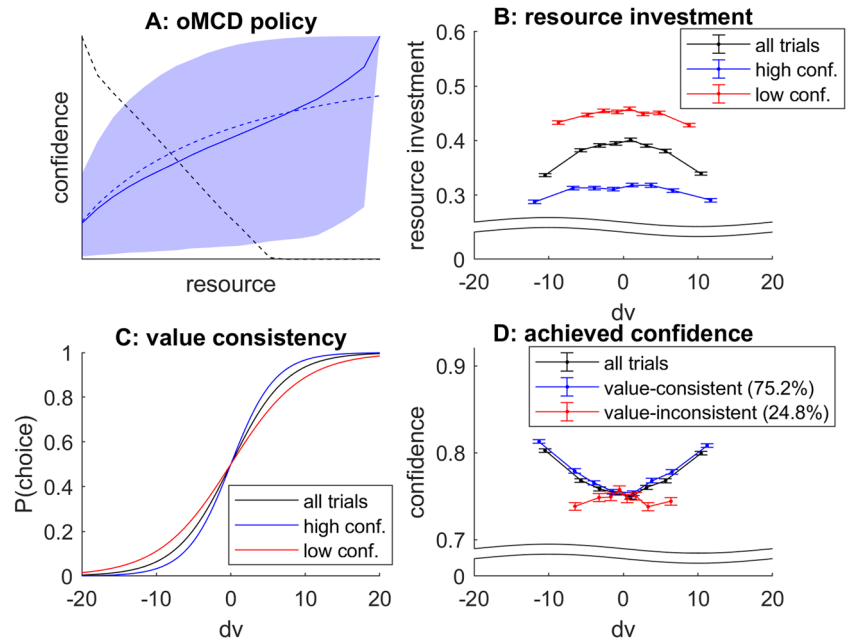 A: oMCD policy
confidence
resource
B: resource investment
resource investment
0.6
0.5
0.4
0.3
0
-20
-10
0
10
20
dv
all trials
high conf.
low conf.
C: value consistency
P(choice)
1
0.8
0.6
0.4
0.2
0
-20
-10
0
10
20
dv
all trials
high conf.
low conf.
D: achieved confidence
confidence
0.9
0.8
0.7
0
-20
-10
0
10
20
dv
all trials
value-consistent (75.2%)
value-inconsistent (24.8%)